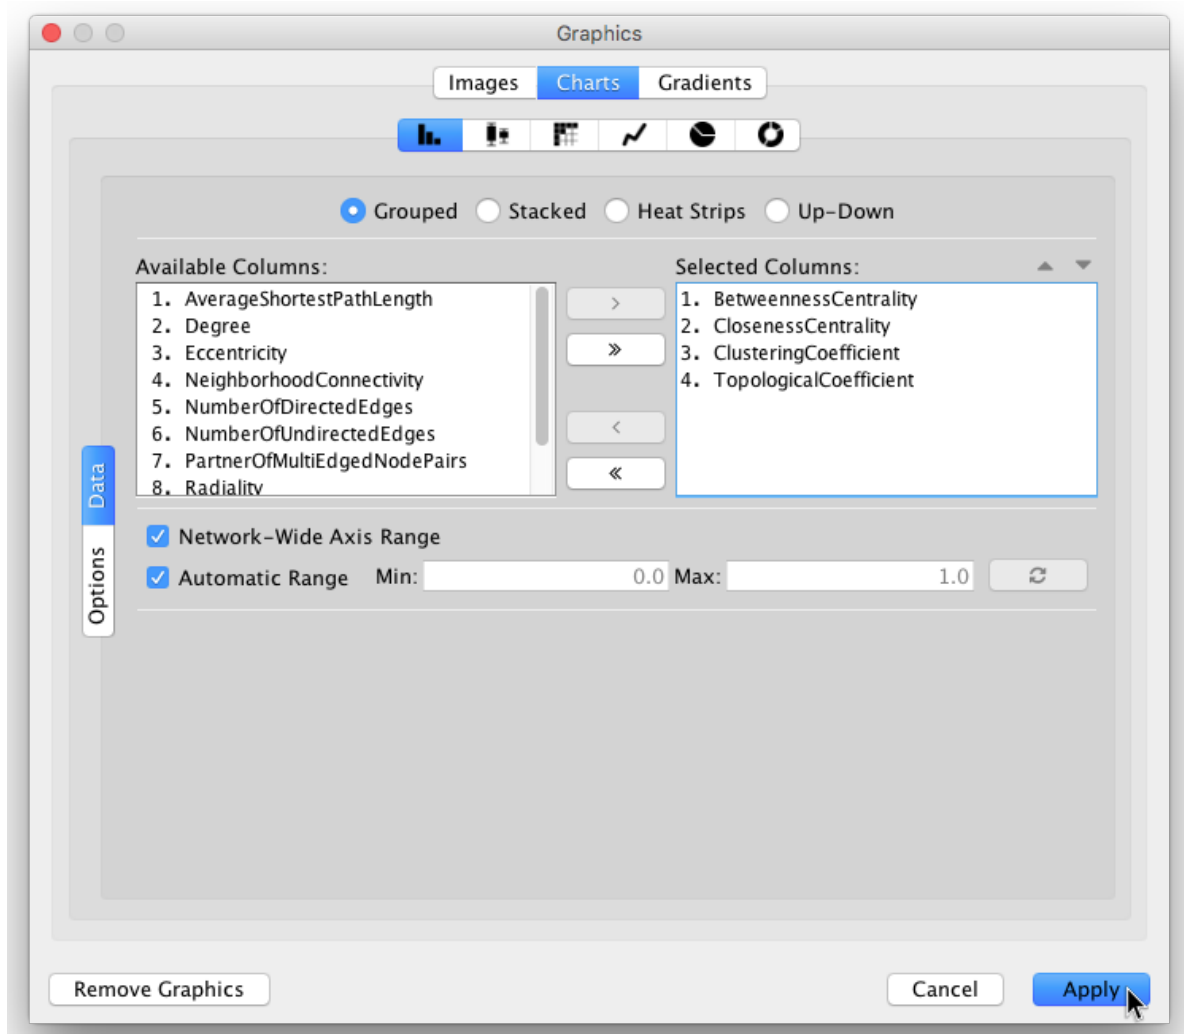 Graphics
Images Charts Gradients
Grouped Stacked Heat Strips Up-Down
Available Columns: Selected Columns:
1. AverageShortestPathLength
2. Degree
3. Eccentricity
4. NeighborhoodConnectivity
5. NumberOfDirectedEdges
6. NumberOfUndirectedEdges
7. PartnerOfMultiEdgedNodePairs
8. Radiality
>
»
<
«
1. BetweennessCentrality
2. ClosenessCentrality
3. ClusteringCoefficient
4. TopologicalCoefficient
Data
Options
Network-Wide Axis Range
Automatic Range Min: 0.0 Max: 1.0
Remove Graphics Cancel Apply